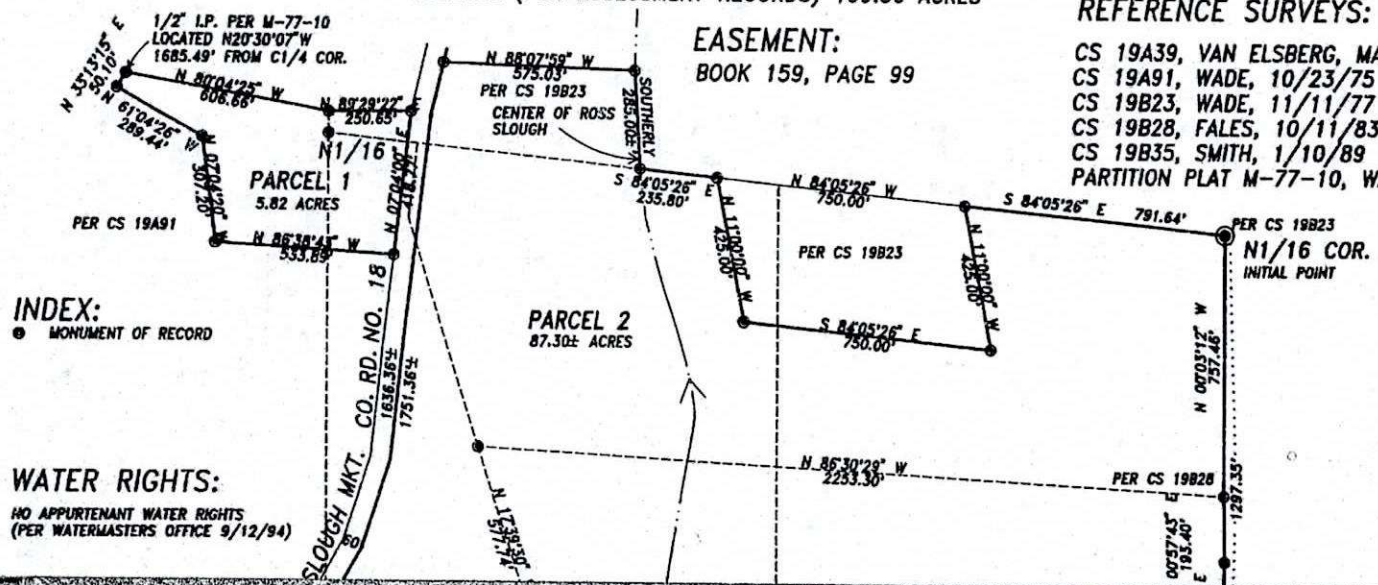 1/2" I.P. PER M-77-10
LOCATED N20°30'07"W
1685.49' FROM C1/4 COR.
N 35°13'15" E
50.10'
N 80°04'25" W
606.66'
N 89°29'22" E
250.65'
N 61°04'26" W
289.44'
N 07°04'20" W
307.20'
N1/16
PARCEL 1
5.82 ACRES
PER CS 19A91
N 86°38'43" W
533.89'
N 07°04'00" E
N 88°07'59" W
575.03'
PER CS 19B23
CENTER OF ROSS
SLOUGH
SOUTHERLY
285.00±
EASEMENT:
BOOK 159, PAGE 99
REFERENCE SURVEYS:
CS 19A39, VAN ELSBERG, MA
CS 19A91, WADE, 10/23/75
CS 19B23, WADE, 11/11/77
CS 19B28, FALES, 10/11/83
CS 19B35, SMITH, 1/10/89
PARTITION PLAT M-77-10, WA
S 84°05'26" E
235.80'
N 84°05'26" W
750.00'
S 84°05'26" E 791.64'
PER CS 19B23
N1/16 COR.
INITIAL POINT
N 11°00'00" W
425.00'
PER CS 19B23
N 11°00'00" W
425.00'
S 84°05'26" E
750.00'
INDEX:
MONUMENT OF RECORD
PARCEL 2
87.30± ACRES
SLOUGH MKT. CO. RD. NO. 18
1636.36±
1751.36±
60
N 00°03'12" W
757.46'
N 86°30'29" W
2253.30'
PER CS 19B28
1297.35'
00°57'43" E
193.40'
N 17°39'30" W
WATER RIGHTS:
NO APPURTENANT WATER RIGHTS
(PER WATERMASTERS OFFICE 9/12/94)